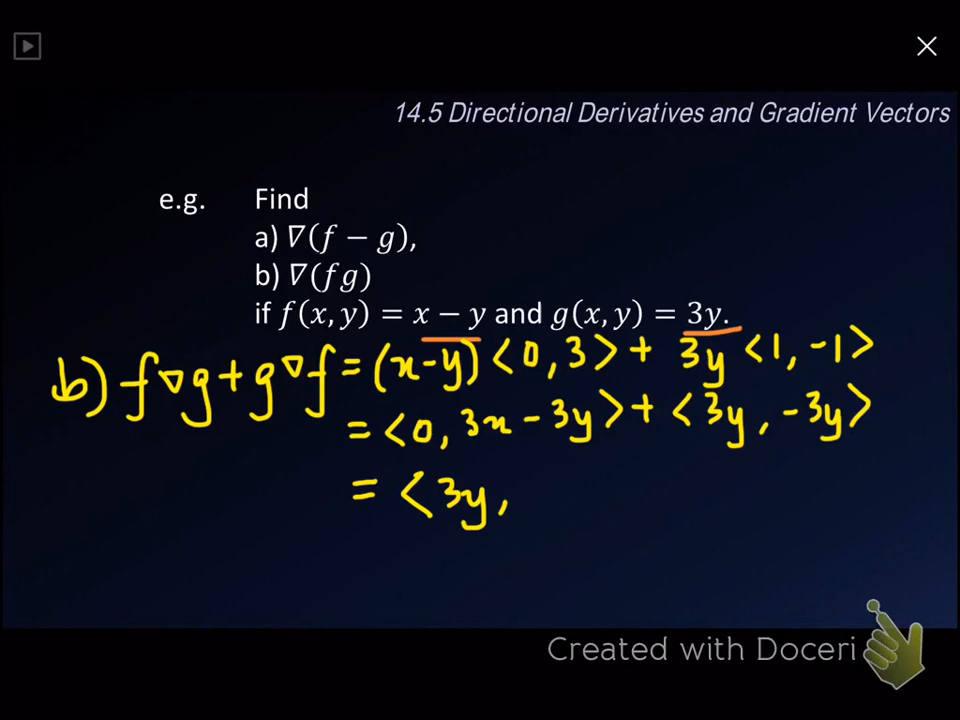 14.5 Directional Derivatives and Gradient Vectors
e.g. Find
a) ∇(f − g),
b) ∇(fg)
if f(x, y) = x − y and g(x, y) = 3y.
b) f∇g + g∇f = (x-y) <0, 3> + 3y <1, -1>
= <0, 3x - 3y> + <3y, -3y>
= <3y,
Created with Doceri